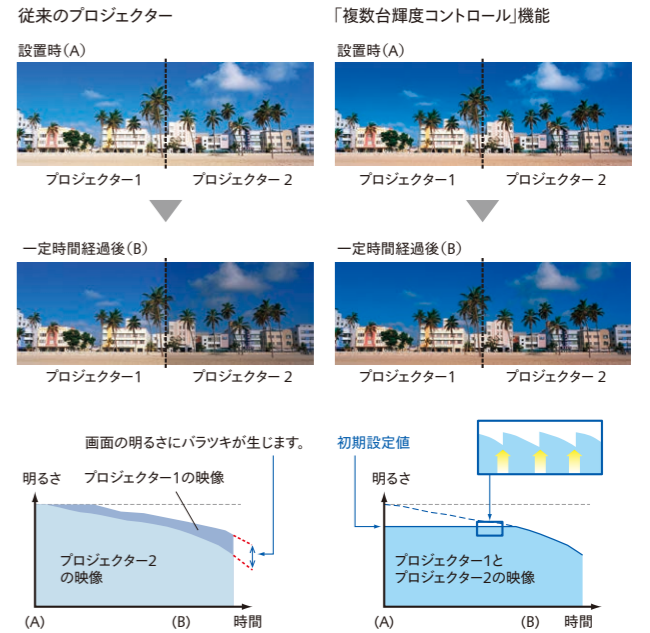 従来のプロジェクター
設置時(A)
プロジェクター1
プロジェクター 2
一定時間経過後(B)
プロジェクター1
プロジェクター 2
画面の明るさにバラツキが生じます。
明るさ
プロジェクター1の映像
プロジェクター2
の映像
(A)
(B)
時間
「複数台輝度コントロール」機能
設置時(A)
プロジェクター1
プロジェクター 2
一定時間経過後(B)
プロジェクター1
プロジェクター 2
初期設定値
明るさ
プロジェクター1と
プロジェクター2の映像
(A)
(B)
時間